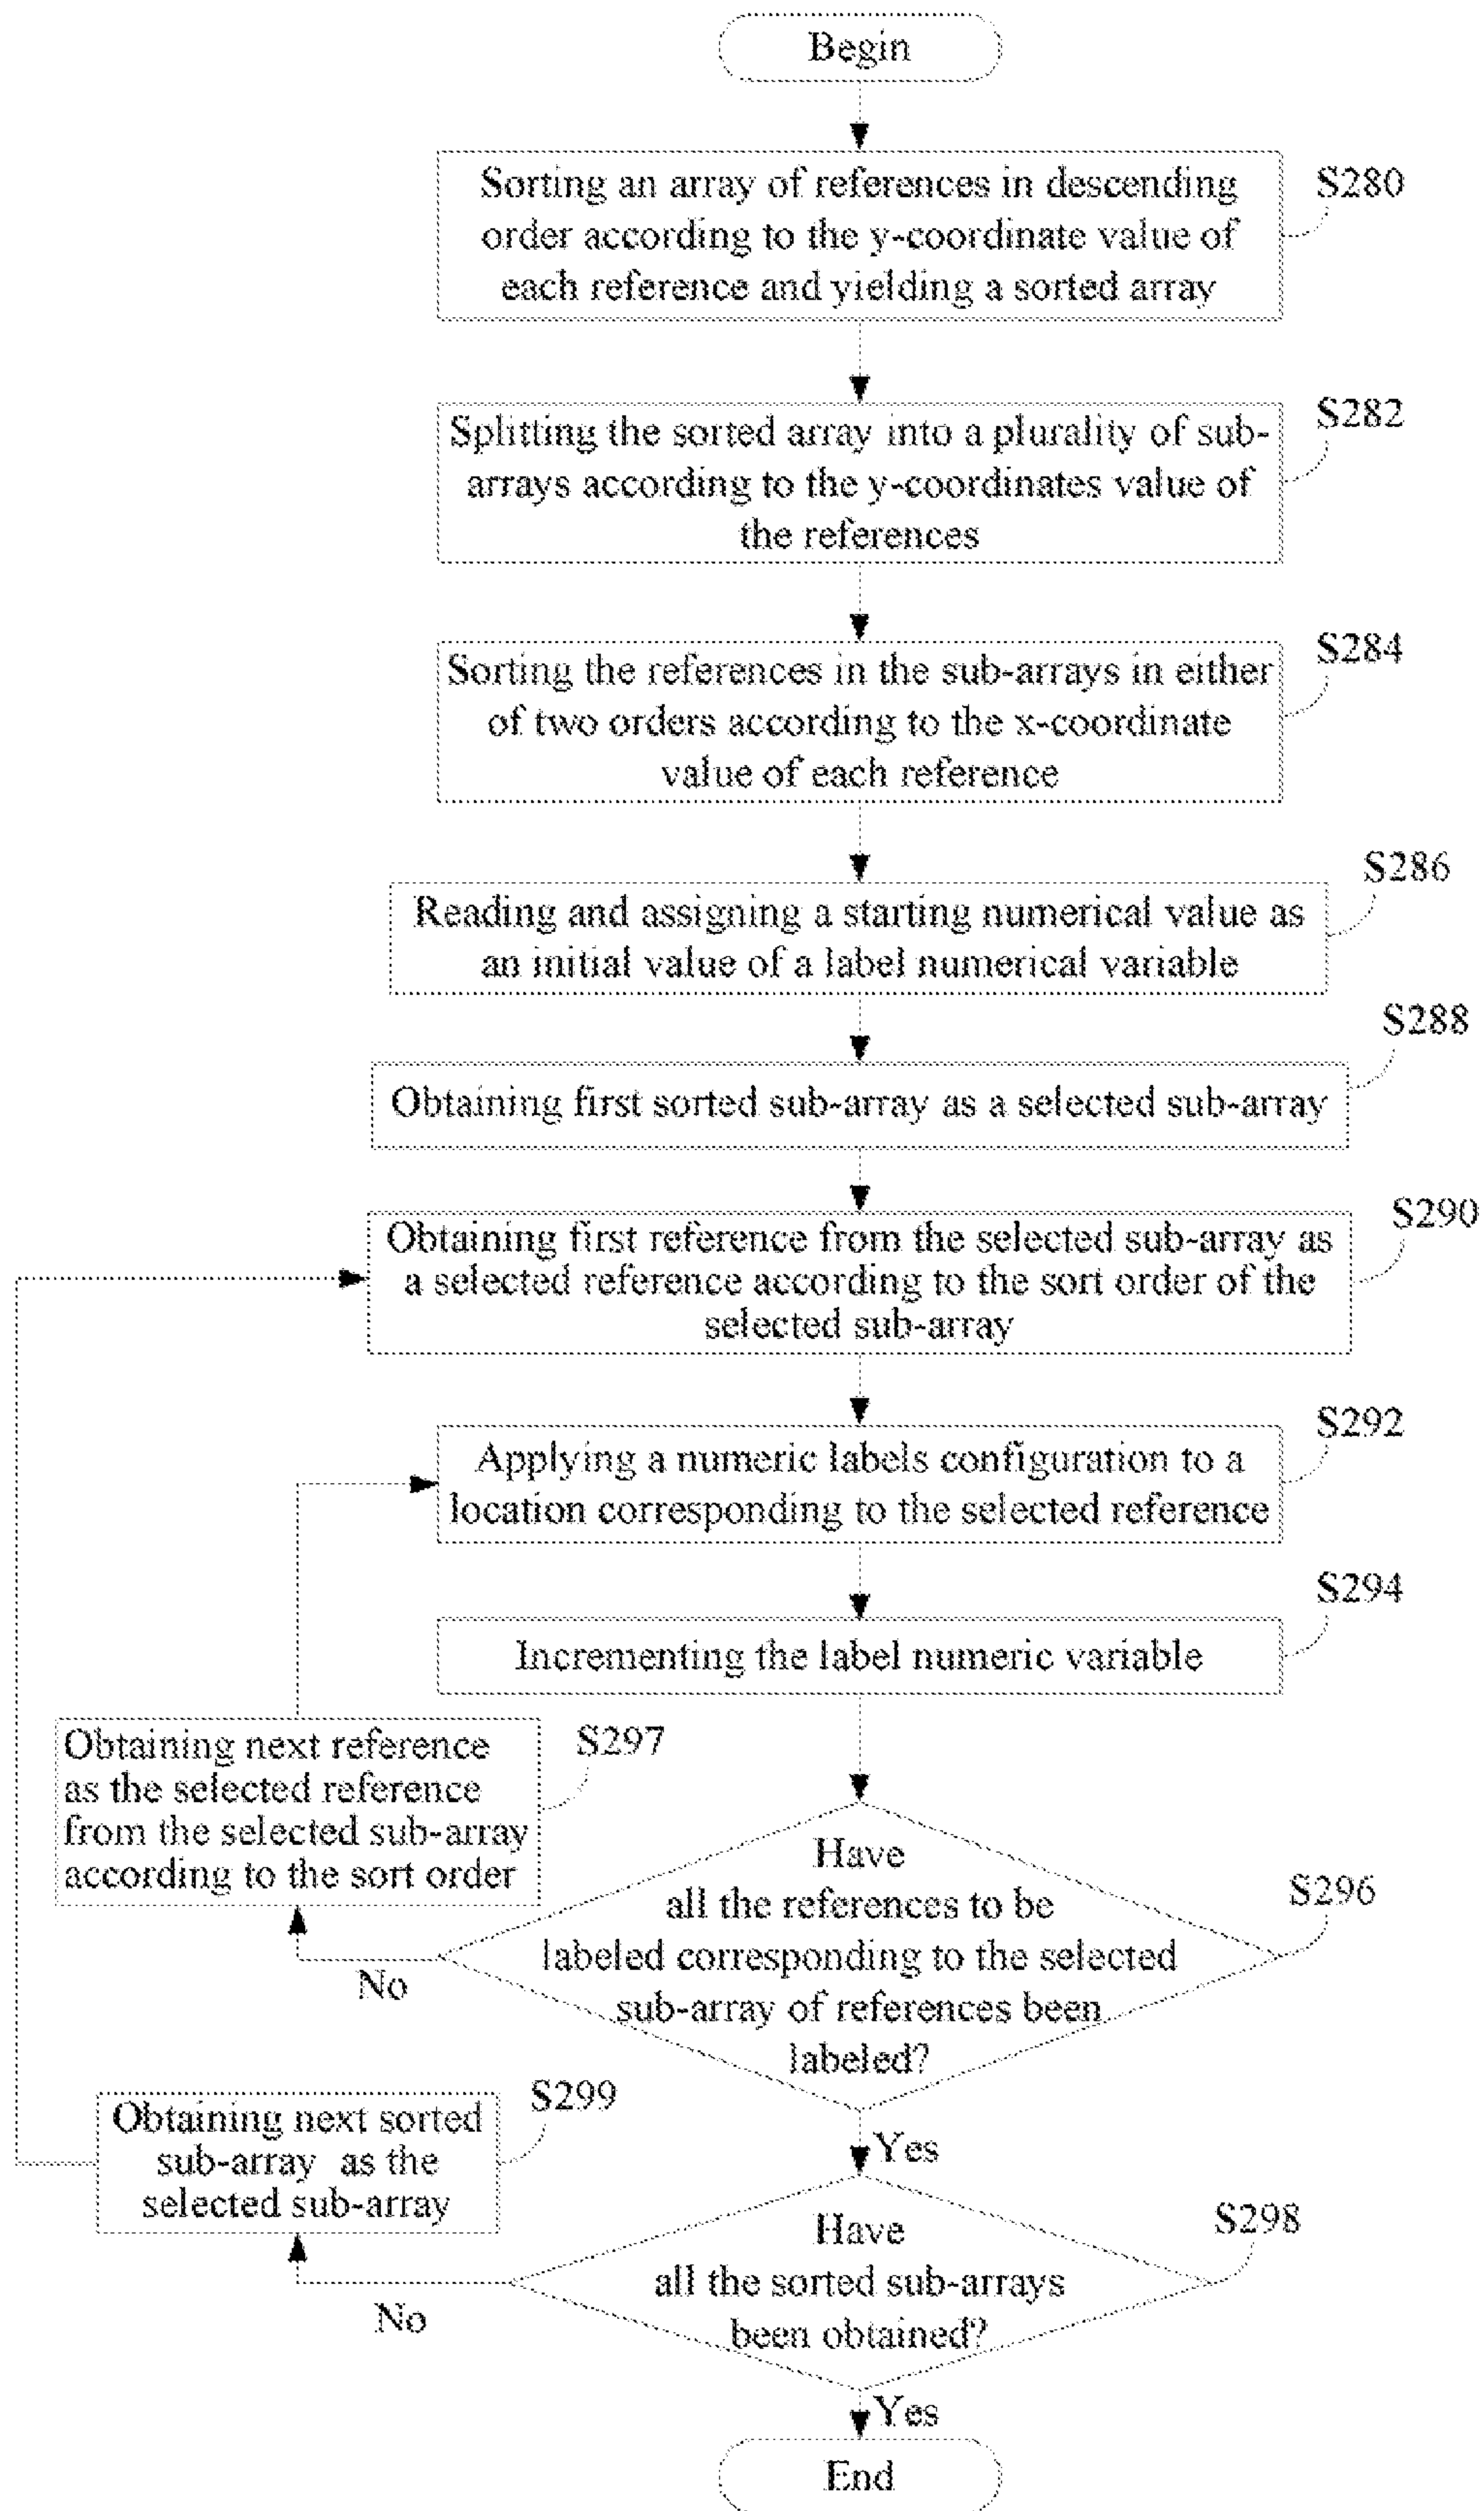 Begin
Sorting an array of references in descending
order according to the y-coordinate value of
each reference and yielding a sorted array
S280
Splitting the sorted array into a plurality of sub-
arrays according to the y-coordinates value of
the references
S282
Sorting the references in the sub-arrays in either
of two orders according to the x-coordinate
value of each reference
S284
Reading and assigning a starting numerical value as
an initial value of a label numerical variable
S286
Obtaining first sorted sub-array as a selected sub-array
S288
Obtaining first reference from the selected sub-array as
a selected reference according to the sort order of the
selected sub-array
S290
Applying a numeric labels configuration to a
location corresponding to the selected reference
S292
Incrementing the label numeric variable
S294
Obtaining next reference
as the selected reference
from the selected sub-array
according to the sort order
S297
Have
all the references to be
labeled corresponding to the selected
sub-array of references been
labeled?
S296
No
Yes
Obtaining next sorted
sub-array as the
selected sub-array
S299
Have
all the sorted sub-arrays
been obtained?
S298
No
Yes
End